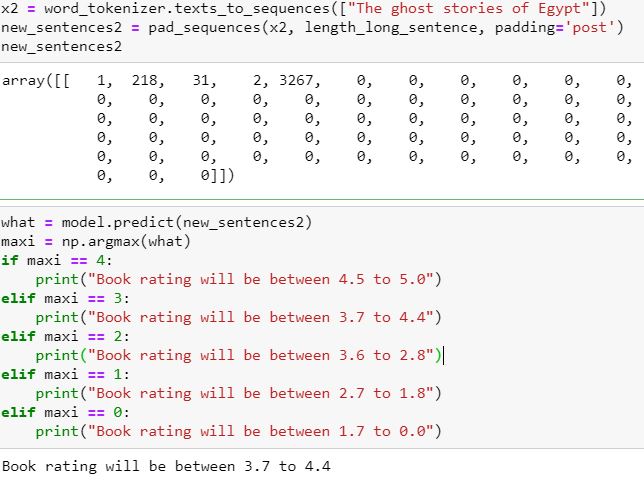 x2 = word_tokenizer.texts_to_sequences(["The ghost stories of Egypt"])
new_sentences2 = pad_sequences(x2, length_long_sentence, padding='post')
new_sentences2
array([[   1,  218,   31,    2, 3267,    0,    0,    0,    0,    0,    0,
0,    0,    0,    0,    0,    0,    0,    0,    0,    0,    0,
0,    0,    0,    0,    0,    0,    0,    0,    0,    0,    0,
0,    0,    0,    0,    0,    0,    0,    0,    0,    0,    0,
0,    0,    0,    0,    0,    0,    0,    0,    0,    0,    0,
0,    0,    0]])
what = model.predict(new_sentences2)
maxi = np.argmax(what)
if maxi == 4:
    print("Book rating will be between 4.5 to 5.0")
elif maxi == 3:
    print("Book rating will be between 3.7 to 4.4")
elif maxi == 2:
    print("Book rating will be between 3.6 to 2.8")
elif maxi == 1:
    print("Book rating will be between 2.7 to 1.8")
elif maxi == 0:
    print("Book rating will be between 1.7 to 0.0")
Book rating will be between 3.7 to 4.4